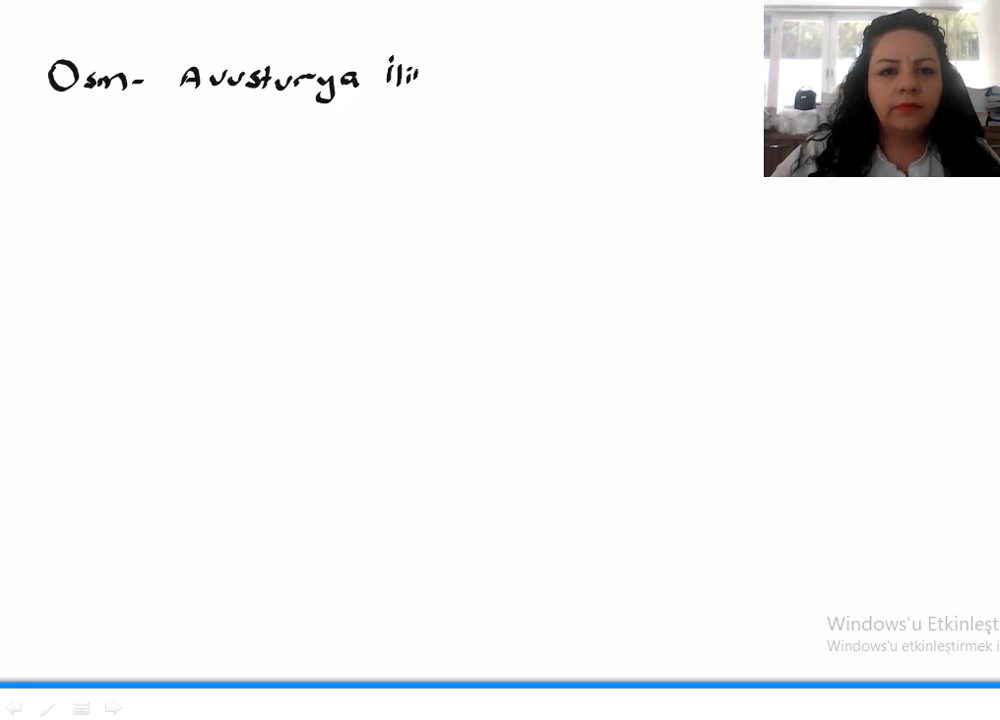 Osm- Avusturya İli
Windows'u Etkinleşt
Windows'u etkinleştirmek i